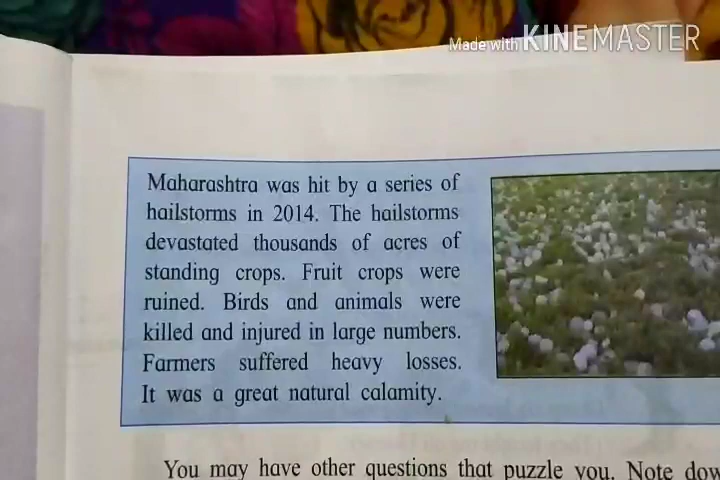 Made with KINEMASTER
Maharashtra was hit by a series of
hailstorms in 2014. The hailstorms
devastated thousands of acres of
standing crops. Fruit crops were
ruined. Birds and animals were
killed and injured in large numbers.
Farmers suffered heavy losses.
It was a great natural calamity.
You may have other questions that puzzle you. Note